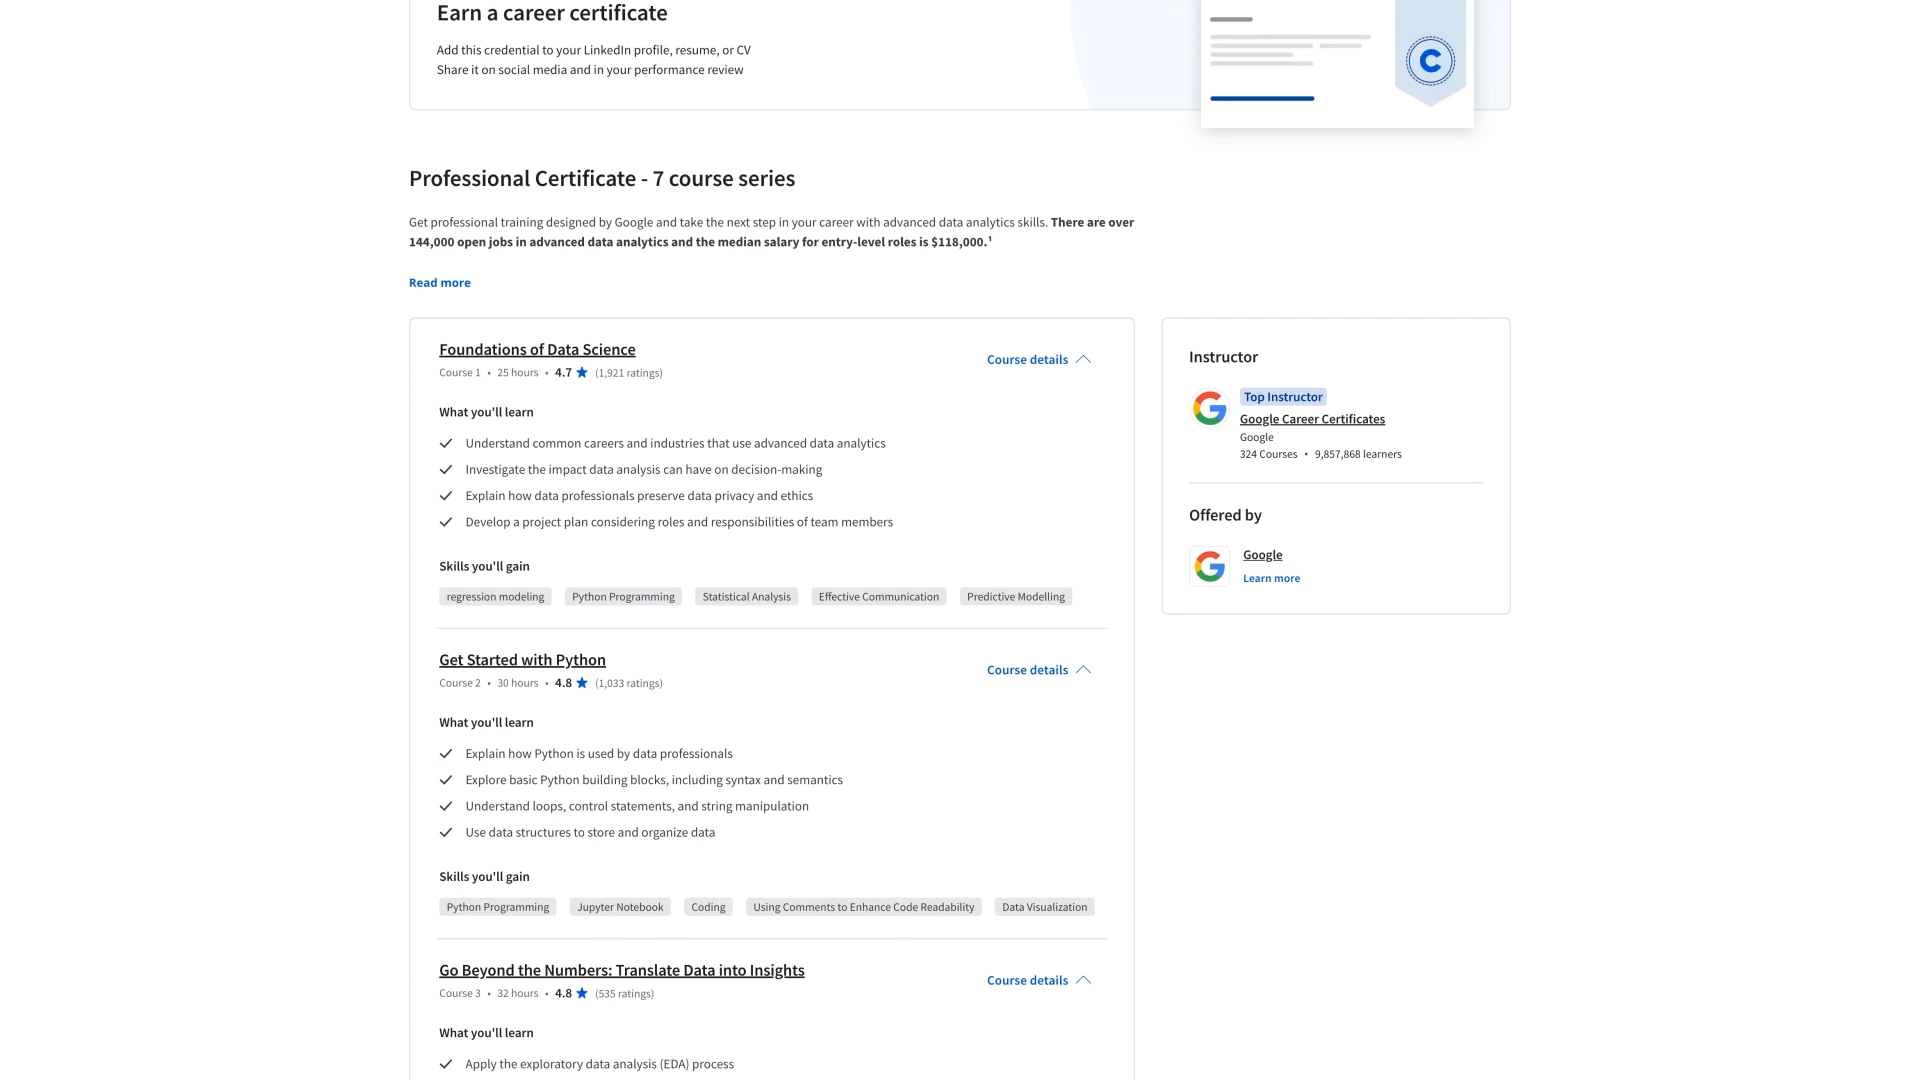 Earn a career certificate
Add this credential to your LinkedIn profile, resume, or CV
Share it on social media and in your performance review
C
Professional Certificate - 7 course series
Get professional training designed by Google and take the next step in your career with advanced data analytics skills. There are over
144,000 open jobs in advanced data analytics and the median salary for entry-level roles is $118,000.¹
Read more
Foundations of Data Science
Course details
Course 1 • 25 hours • 4.7 ★ (1,921 ratings)
What you'll learn
Understand common careers and industries that use advanced data analytics
Investigate the impact data analysis can have on decision-making
Explain how data professionals preserve data privacy and ethics
Develop a project plan considering roles and responsibilities of team members
Skills you'll gain
regression modeling Python Programming Statistical Analysis Effective Communication Predictive Modelling
Get Started with Python
Course details
Course 2 • 30 hours • 4.8 ★ (1,033 ratings)
What you'll learn
Explain how Python is used by data professionals
Explore basic Python building blocks, including syntax and semantics
Understand loops, control statements, and string manipulation
Use data structures to store and organize data
Skills you'll gain
Python Programming Jupyter Notebook Coding Using Comments to Enhance Code Readability Data Visualization
Go Beyond the Numbers: Translate Data into Insights
Course details
Course 3 • 32 hours • 4.8 ★ (535 ratings)
What you'll learn
Apply the exploratory data analysis (EDA) process
Instructor
Top Instructor
Google Career Certificates
Google
324 Courses • 9,857,868 learners
Offered by
Google
Learn more